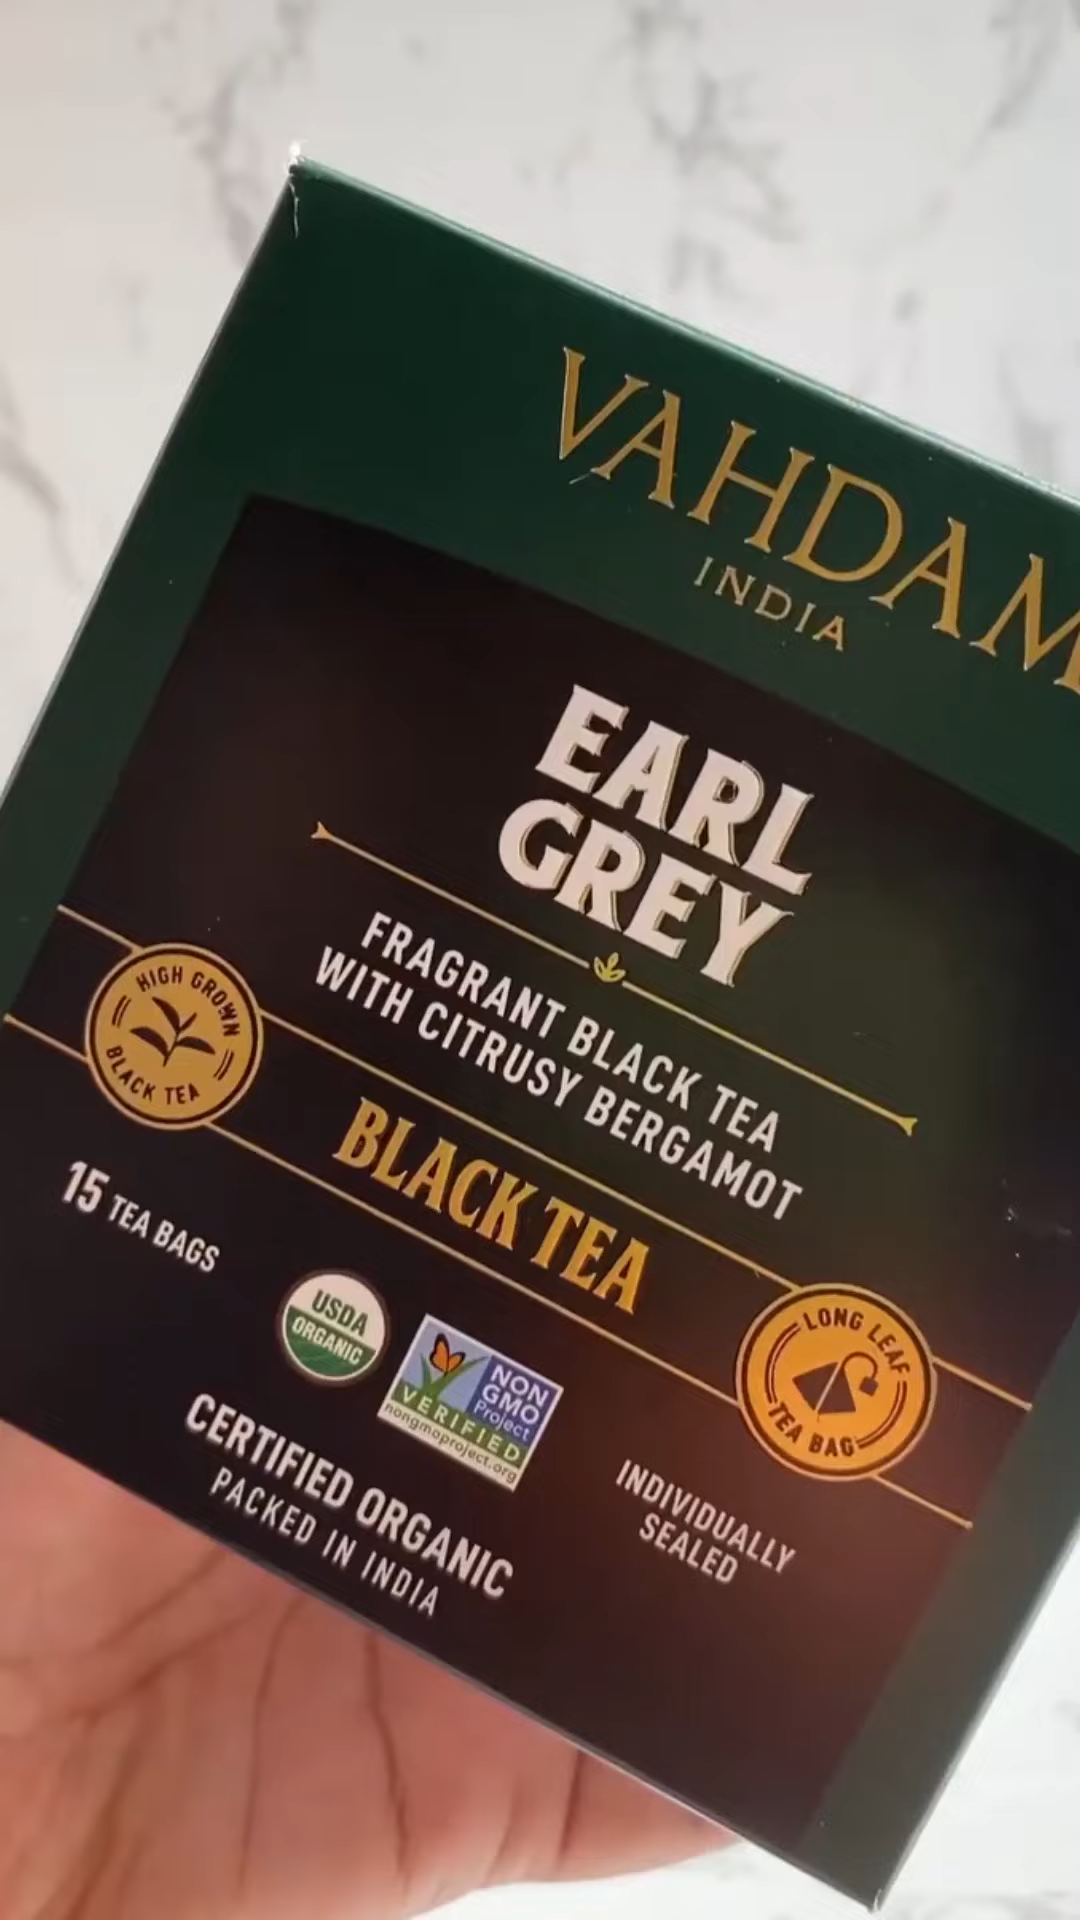 VAHDAM
INDIA
EARL
GREY
FRAGRANT BLACK TEA
WITH CITRUSY BERGAMOT
HIGH GROWN
BLACK TEA
BLACK TEA
15 TEA BAGS
USDA
ORGANIC
NON
GMO
Project
VERIFIED
nongmoproject.org
LONG LEAF
TEA BAG
CERTIFIED ORGANIC
PACKED IN INDIA
INDIVIDUALLY
SEALED